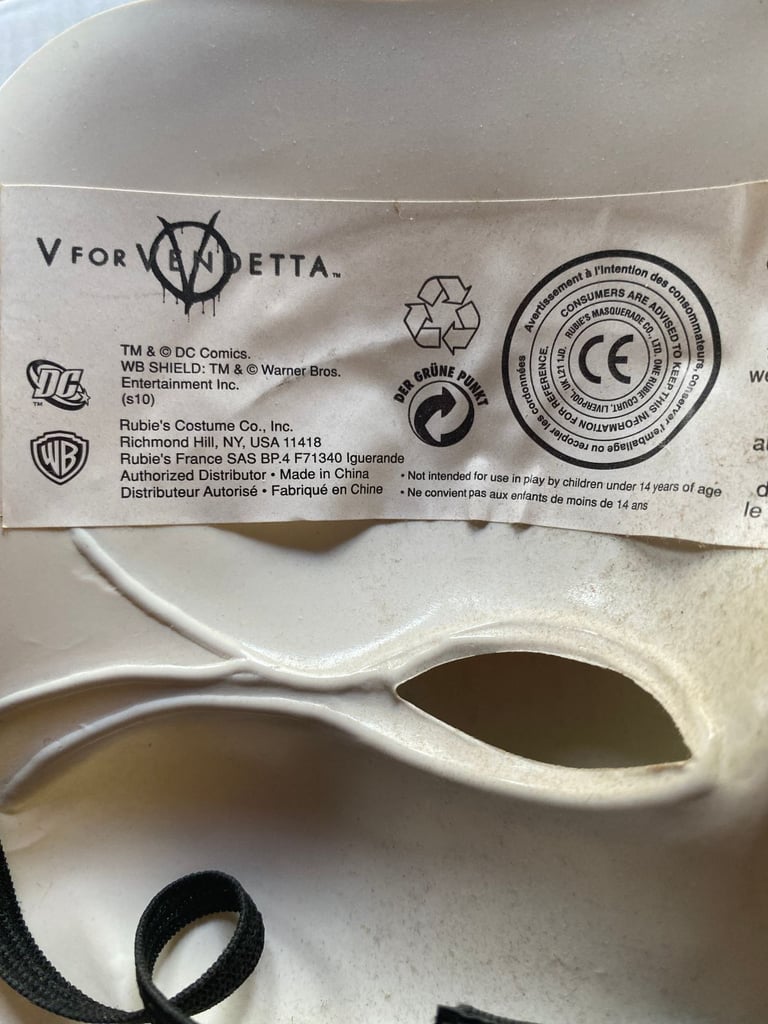 V FOR VENDETTA™
TM & © DC Comics.
WB SHIELD: TM & © Warner Bros.
Entertainment Inc.
(s10)
DC
TM
WB
Rubie's Costume Co., Inc.
Richmond Hill, NY, USA 11418
Rubie's France SAS BP.4 F71340 Iguerande
Authorized Distributor • Made in China
Distributeur Autorisé • Fabriqué en Chine
DER GRÜNE PUNKT
Avertissement à l'Intention des consommateurs, conserver l'emballage ou recopier les cordonnées
CONSUMERS ARE ADVISED TO KEEP THIS INFORMATION FOR REFERENCE.
RUBIE'S MASQUERADE CO., LTD. ONE RUBIE COURT, LIVERPOOL, UK L21 1JD.
CE
• Not intended for use in play by children under 14 years of age
• Ne convient pas aux enfants de moins de 14 ans
we
le